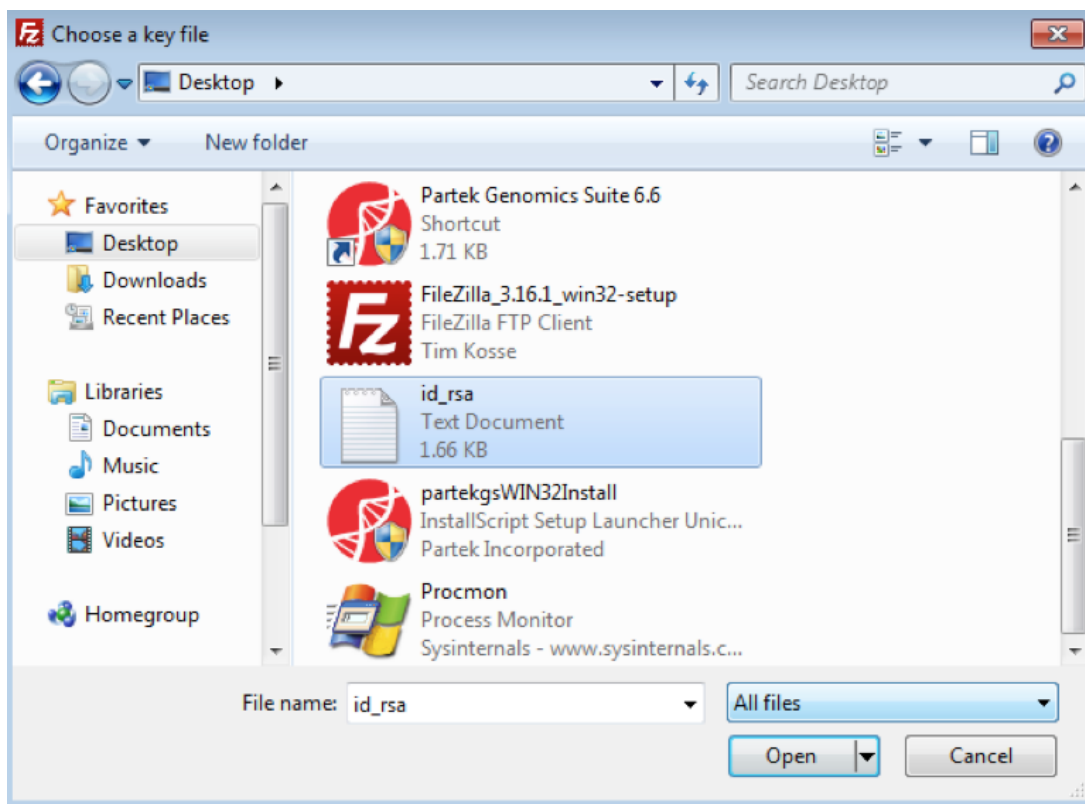 Choose a key file
Desktop
Search Desktop
Organize
New folder
Favorites
Desktop
Downloads
Recent Places
Libraries
Documents
Music
Pictures
Videos
Homegroup
Partek Genomics Suite 6.6
Shortcut
1.71 KB
FileZilla_3.16.1_win32-setup
FileZilla FTP Client
Tim Kosse
id_rsa
Text Document
1.66 KB
partekgsWIN32Install
InstallScript Setup Launcher Unic...
Partek Incorporated
Procmon
Process Monitor
Sysinternals - www.sysinternals.c...
File name: id_rsa
All files
Open
Cancel